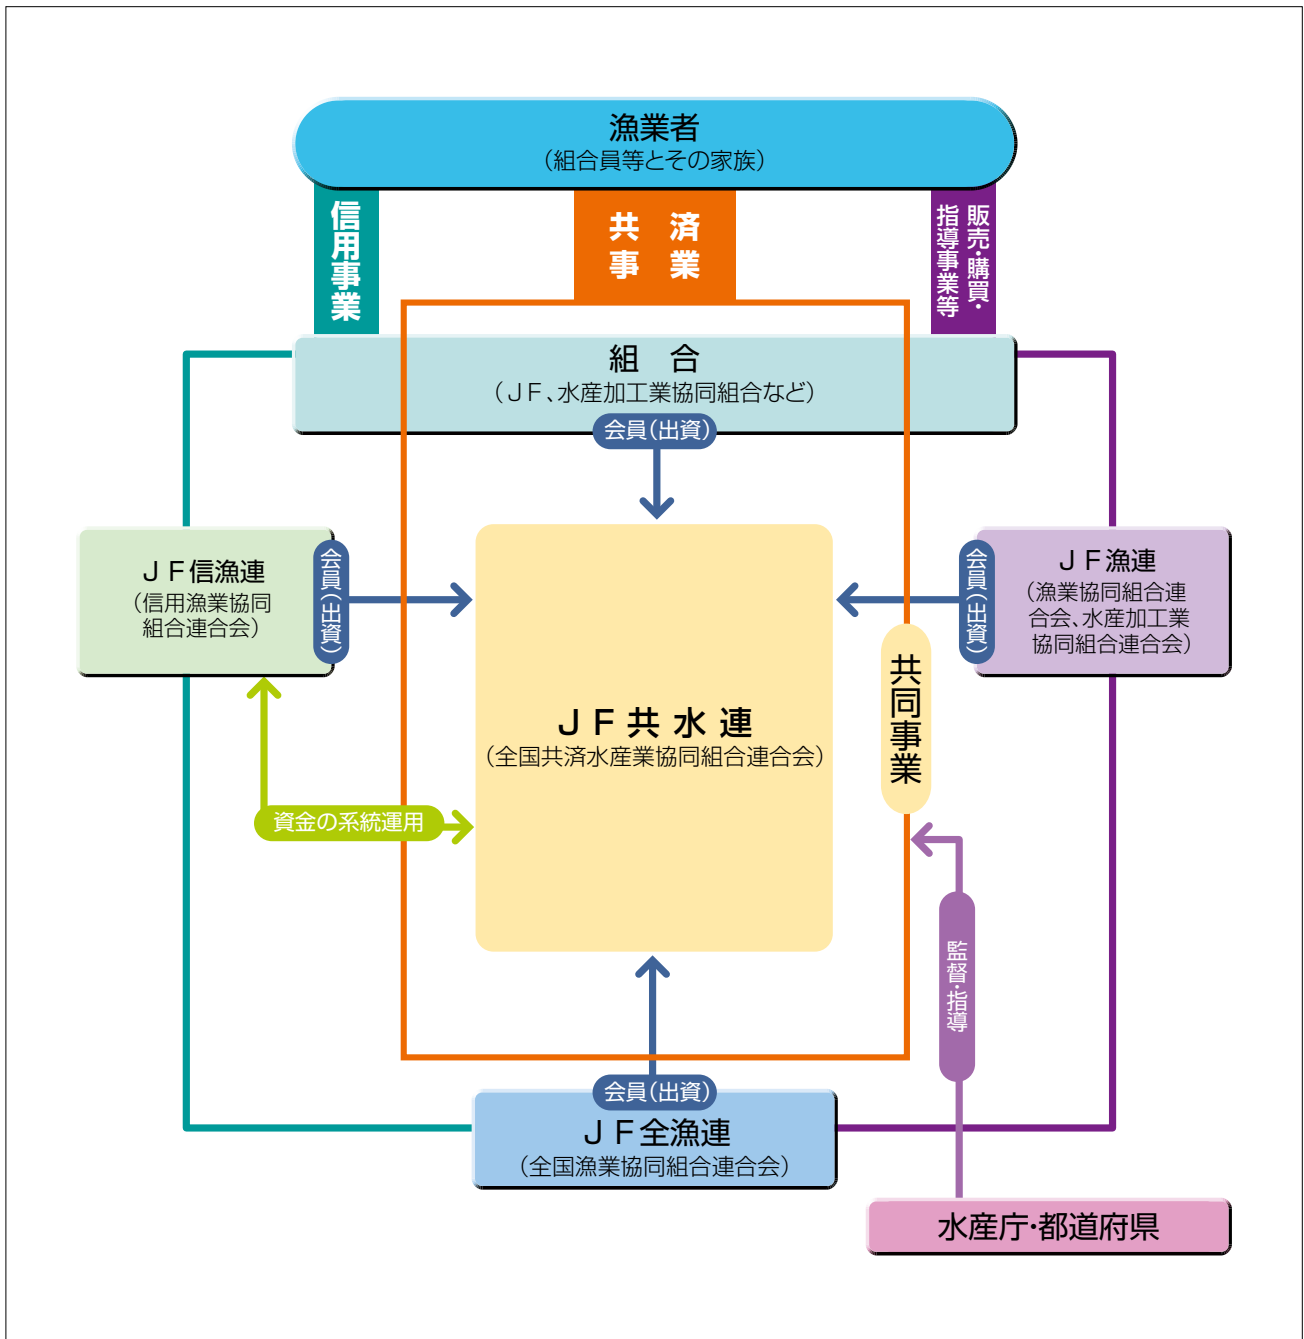 漁業者
（組合員等とその家族）
信用事業
共済
事業
販売・購買・
指導事業等
組合
（ＪＦ、水産加工業協同組合など）
会員（出資）
ＪＦ信漁連
（信用漁業協同
組合連合会）
会員（出資）
会員（出資）
ＪＦ漁連
（漁業協同組合連
合会、水産加工業
協同組合連合会）
ＪＦ共水連
（全国共済水産業協同組合連合会）
共同事業
資金の系統運用
監督・指導
会員（出資）
ＪＦ全漁連
（全国漁業協同組合連合会）
水産庁・都道府県